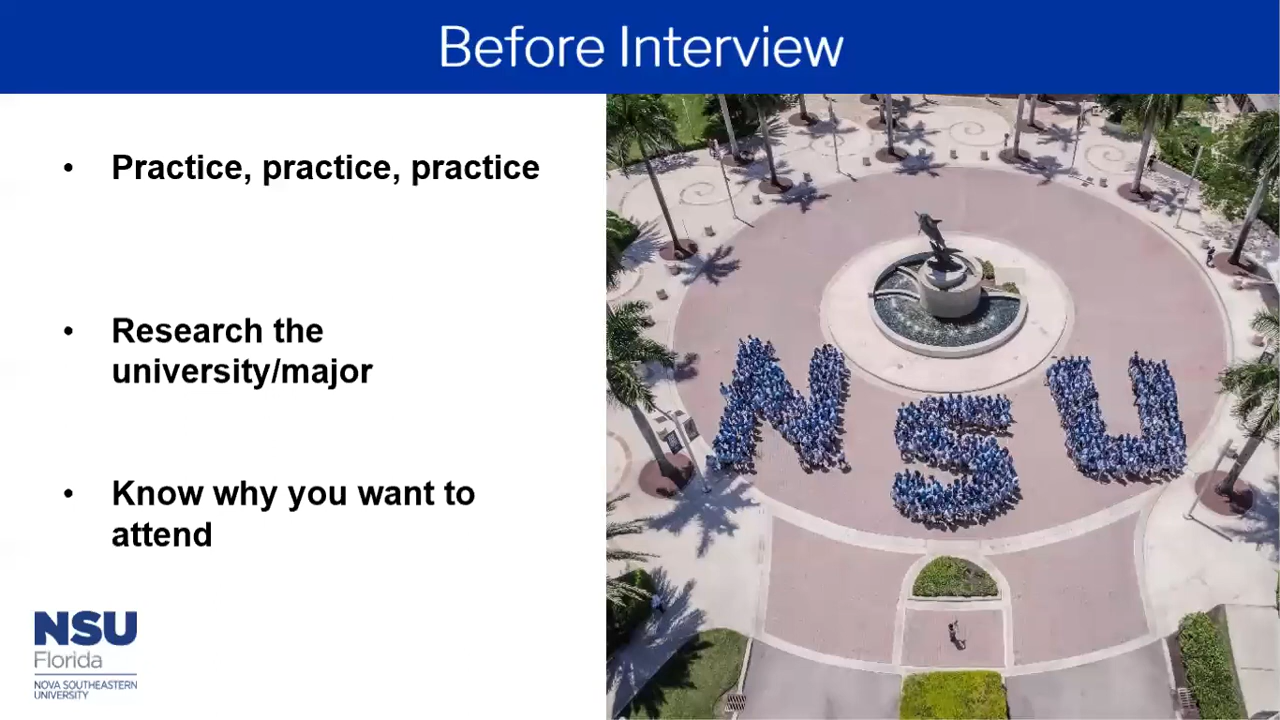 Before Interview
• Practice, practice, practice
• Research the
university/major
• Know why you want to
attend
NSU
Florida
NOVA SOUTHEASTERN
UNIVERSITY
NSU